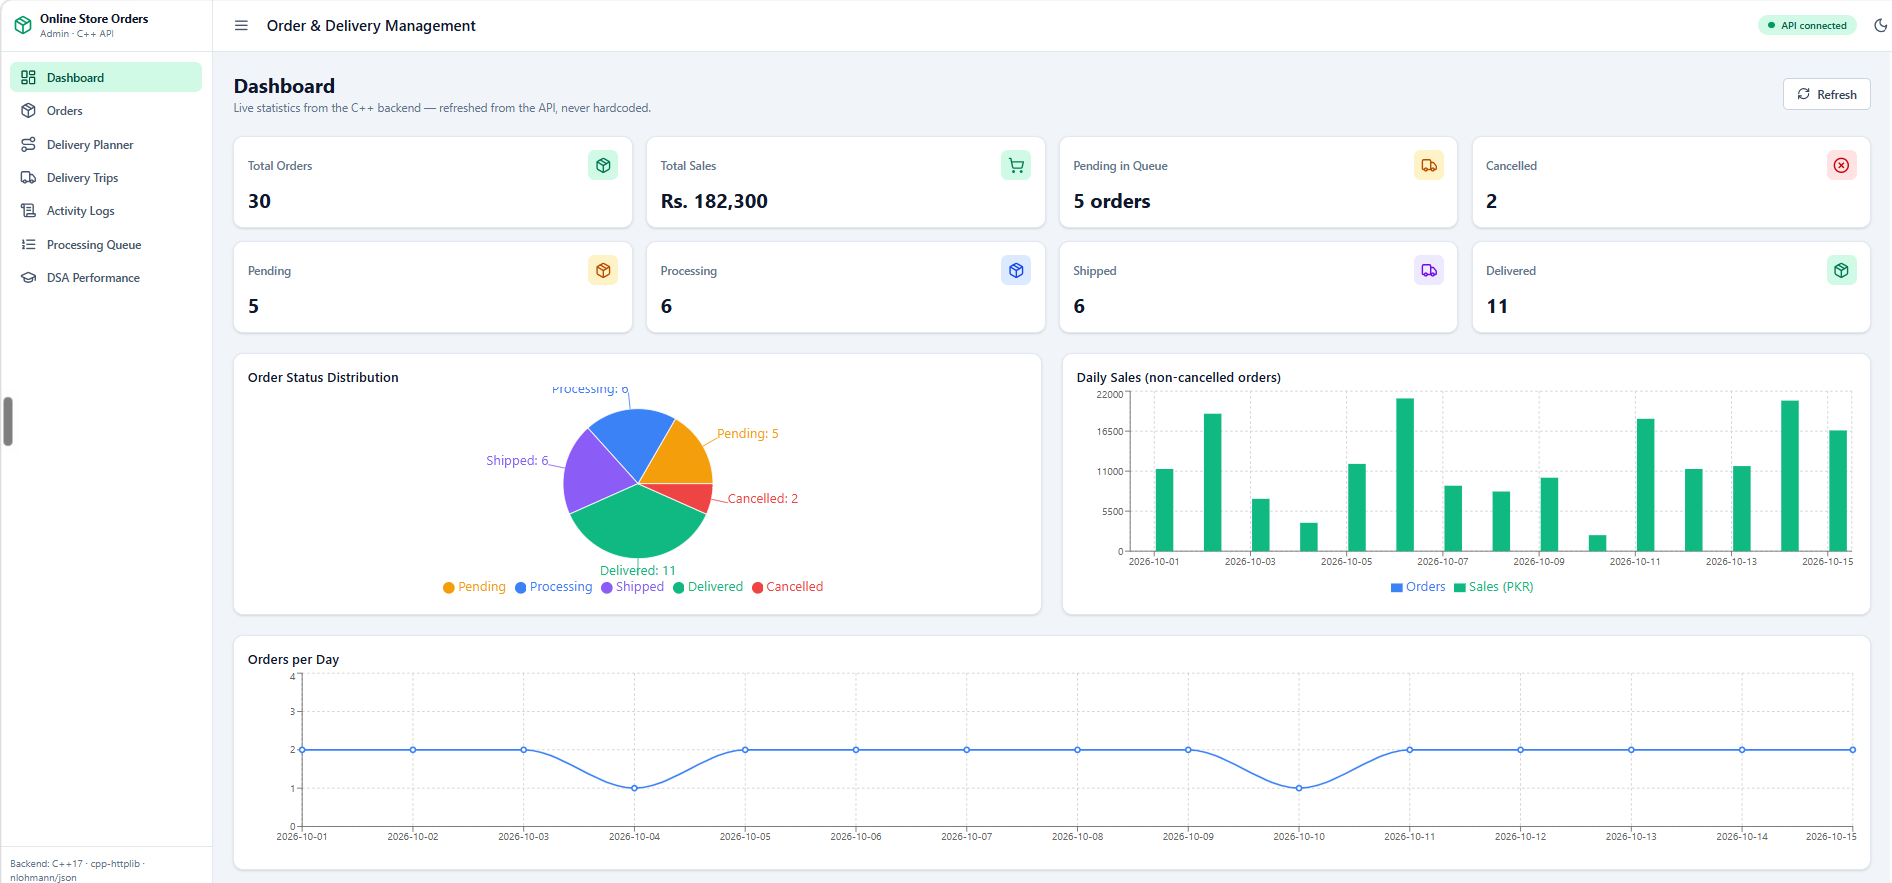 Online Store Orders
Admin · C++ API
Order & Delivery Management
API connected
Dashboard
Orders
Delivery Planner
Delivery Trips
Activity Logs
Processing Queue
DSA Performance
Backend: C++17 · cpp-httplib ·
nlohmann/json
Dashboard
Live statistics from the C++ backend — refreshed from the API, never hardcoded.
Refresh
Total Orders
30
Total Sales
Rs. 182,300
Pending in Queue
5 orders
Cancelled
2
Pending
5
Processing
6
Shipped
6
Delivered
11
Order Status Distribution
Processing: 6
Pending: 5
Shipped: 6
Cancelled: 2
Delivered: 11
Pending Processing Shipped Delivered Cancelled
Daily Sales (non-cancelled orders)
22000
16500
11000
5500
0
2026-10-01 2026-10-03 2026-10-05 2026-10-07 2026-10-09 2026-10-11 2026-10-13 2026-10-15
Orders Sales (PKR)
Orders per Day
4
3
2
1
0
2026-10-01 2026-10-02 2026-10-03 2026-10-04 2026-10-05 2026-10-06 2026-10-07 2026-10-08 2026-10-09 2026-10-10 2026-10-11 2026-10-12 2026-10-13 2026-10-14 2026-10-15